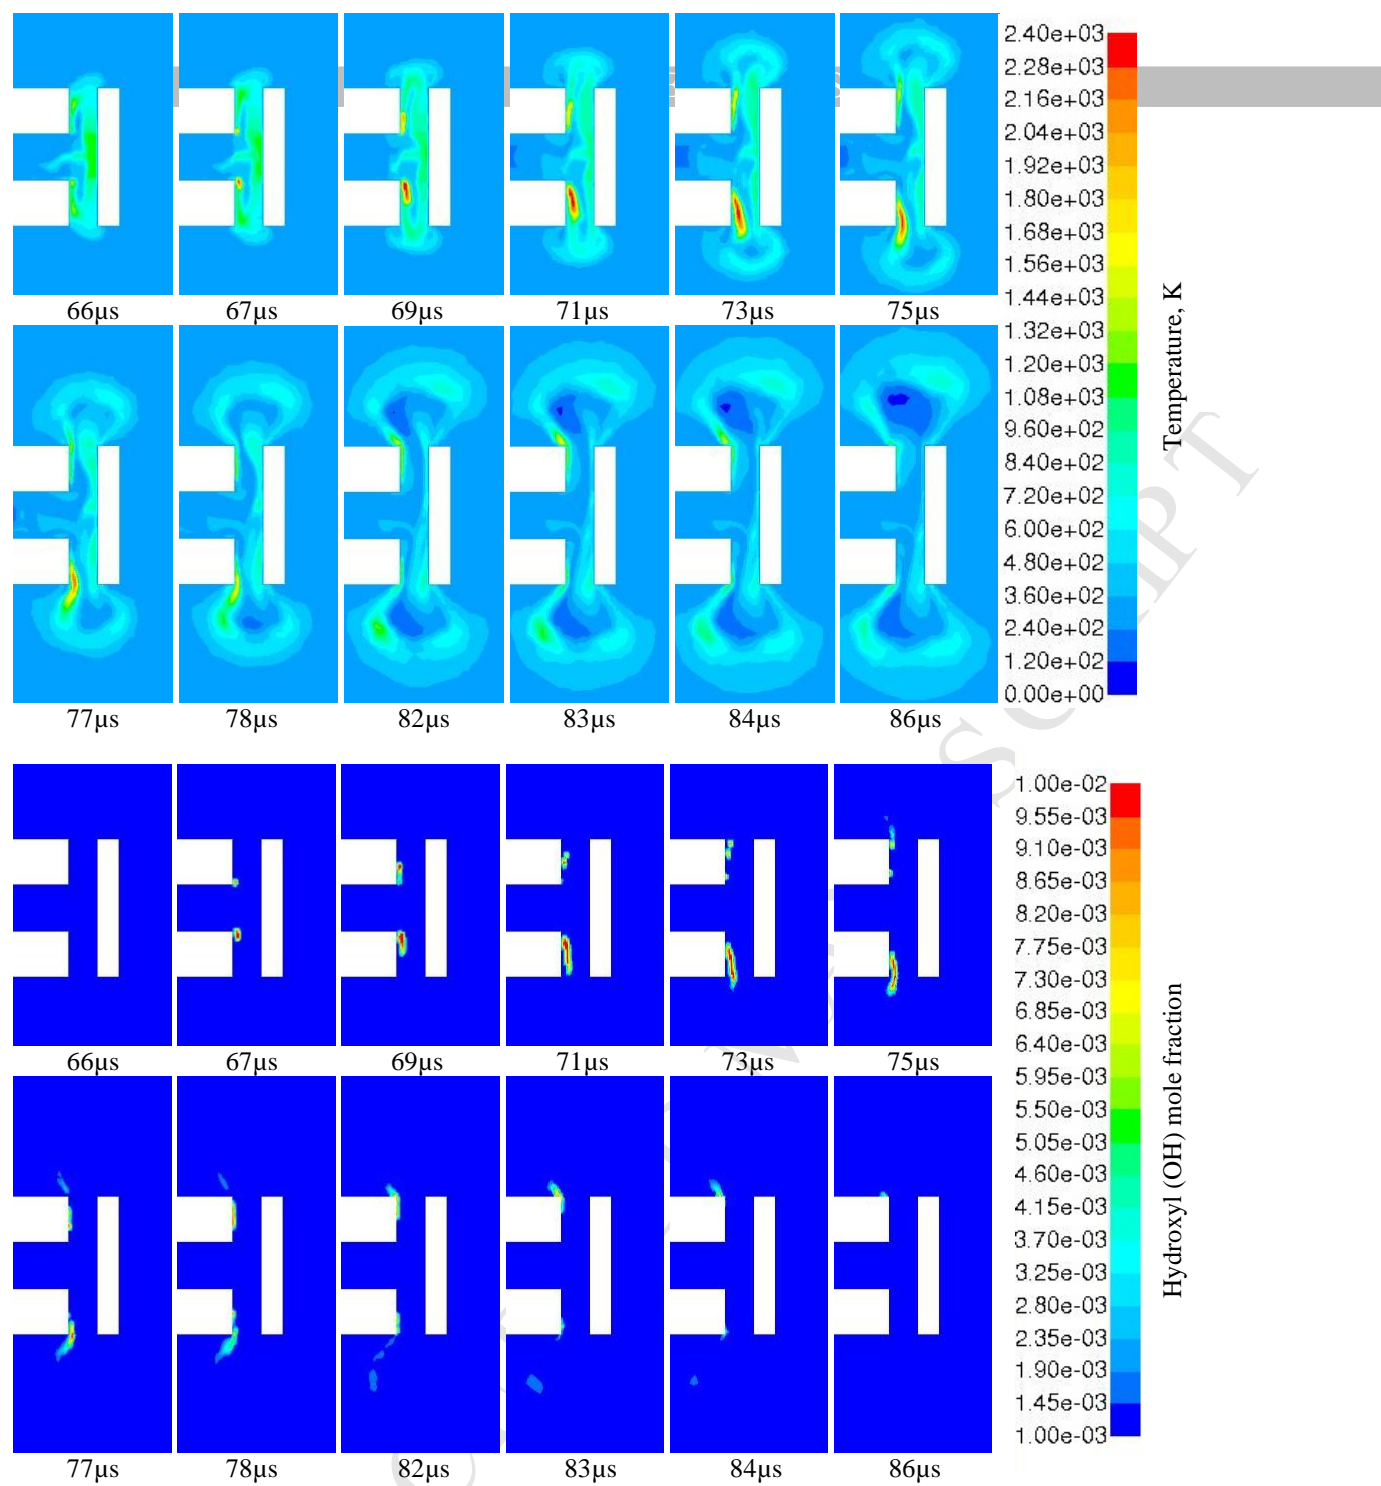 2.40e+03
2.28e+03
2.16e+03
2.04e+03
1.92e+03
1.80e+03
1.68e+03
1.56e+03
1.44e+03
1.32e+03
1.20e+03
1.08e+03
9.60e+02
8.40e+02
7.20e+02
6.00e+02
4.80e+02
3.60e+02
2.40e+02
1.20e+02
0.00e+00
Temperature, K
66µs 67µs 69µs 71µs 73µs 75µs
77µs 78µs 82µs 83µs 84µs 86µs
1.00e-02
9.55e-03
9.10e-03
8.65e-03
8.20e-03
7.75e-03
7.30e-03
6.85e-03
6.40e-03
5.95e-03
5.50e-03
5.05e-03
4.60e-03
4.15e-03
3.70e-03
3.25e-03
2.80e-03
2.35e-03
1.90e-03
1.45e-03
1.00e-03
Hydroxyl (OH) mole fraction
66µs 67µs 69µs 71µs 73µs 75µs
77µs 78µs 82µs 83µs 84µs 86µs